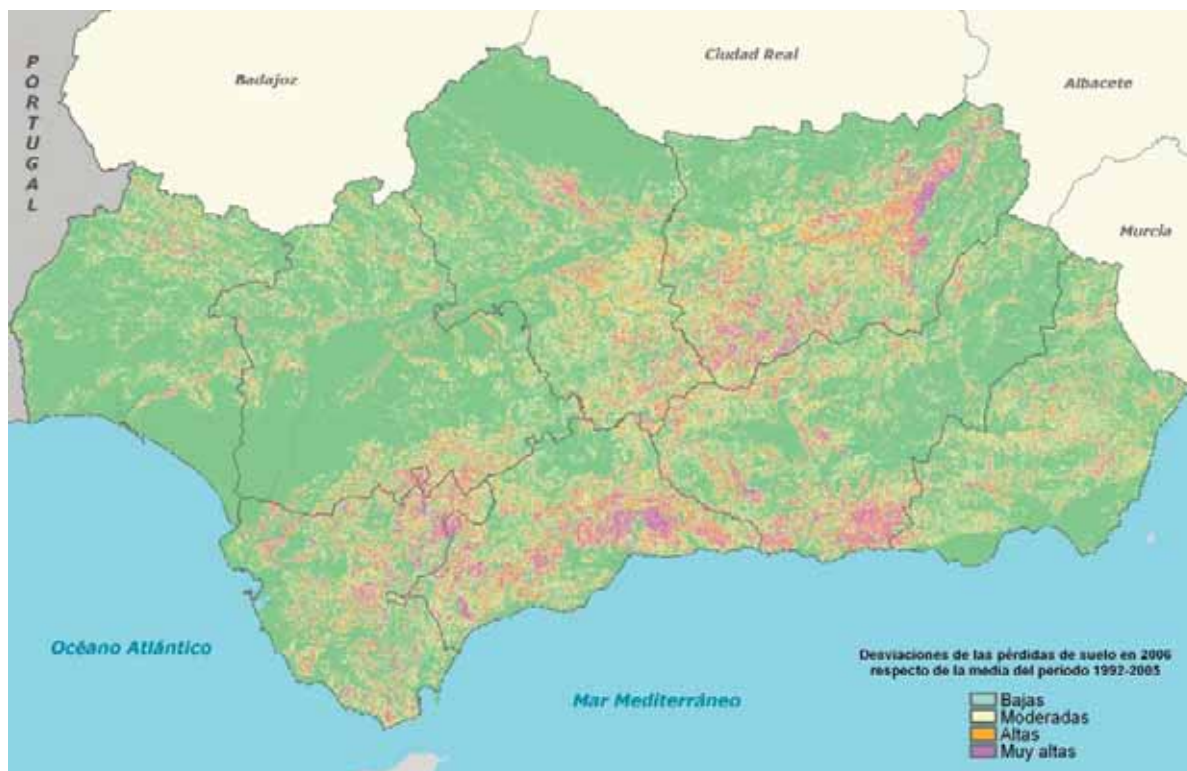 PORTUGAL
Badajoz
Ciudad Real
Albacete
Murcia
Océano Atlántico
Mar Mediterráneo
Desviaciones de las pérdidas de suelo en 2006
respecto de la media del periodo 1992-2005
Bajas
Moderadas
Altas
Muy altas